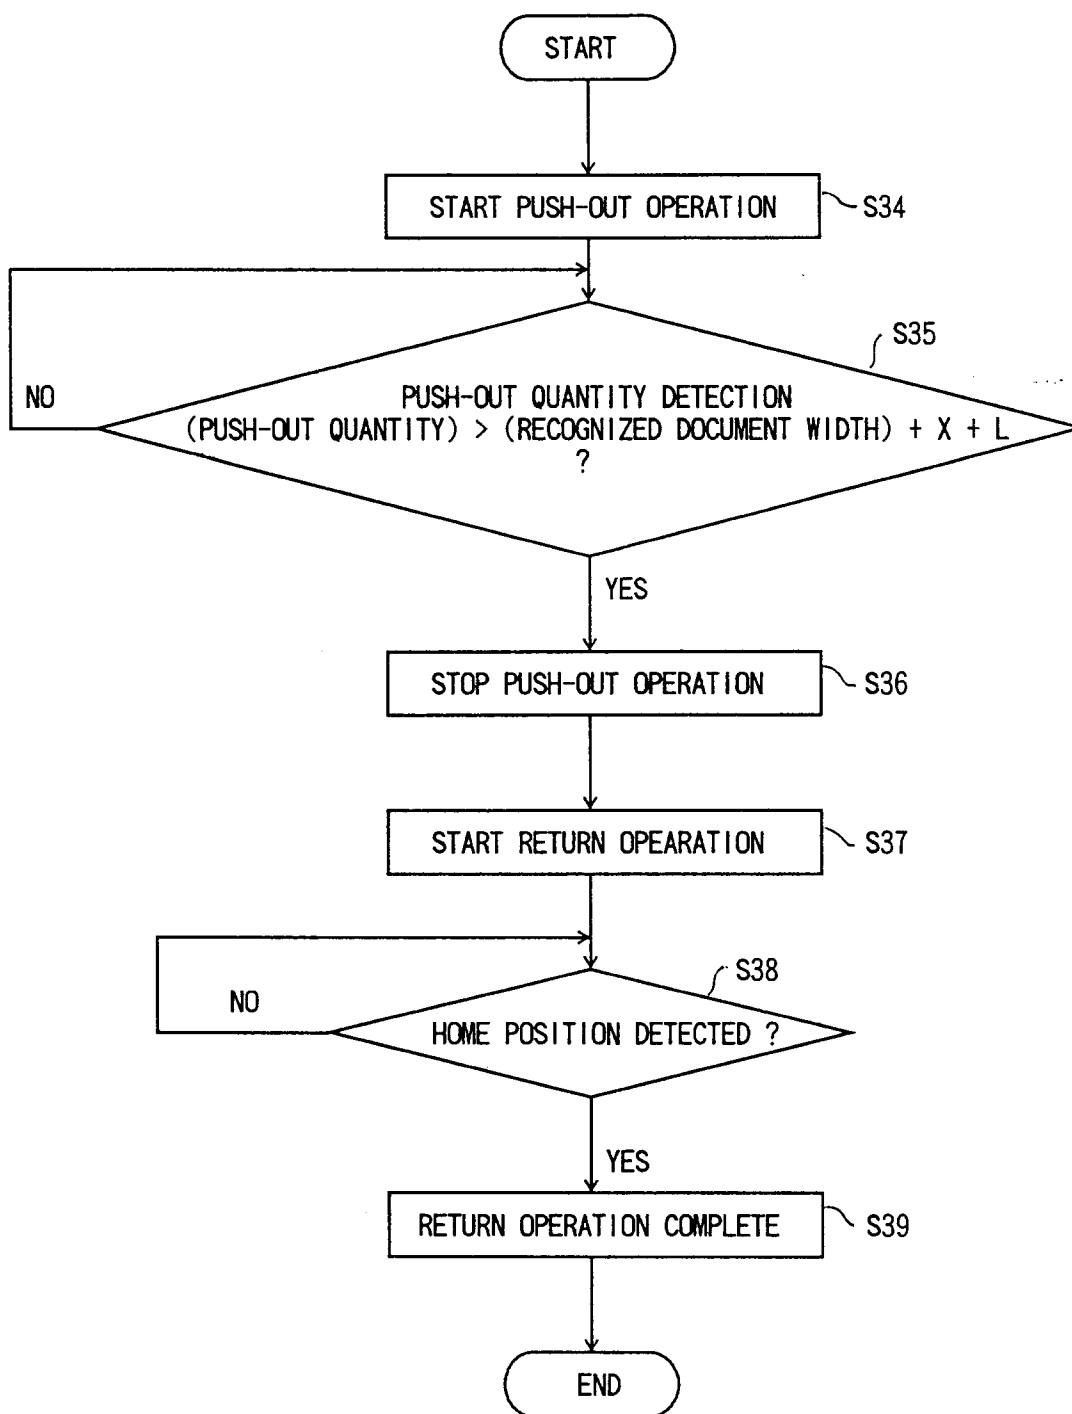 START
START PUSH-OUT OPERATION
S34
S35
NO
PUSH-OUT QUANTITY DETECTION
(PUSH-OUT QUANTITY) > (RECOGNIZED DOCUMENT WIDTH) + X + L
?
YES
STOP PUSH-OUT OPERATION
S36
START RETURN OPEARATION
S37
S38
NO
HOME POSITION DETECTED ?
YES
RETURN OPERATION COMPLETE
S39
END